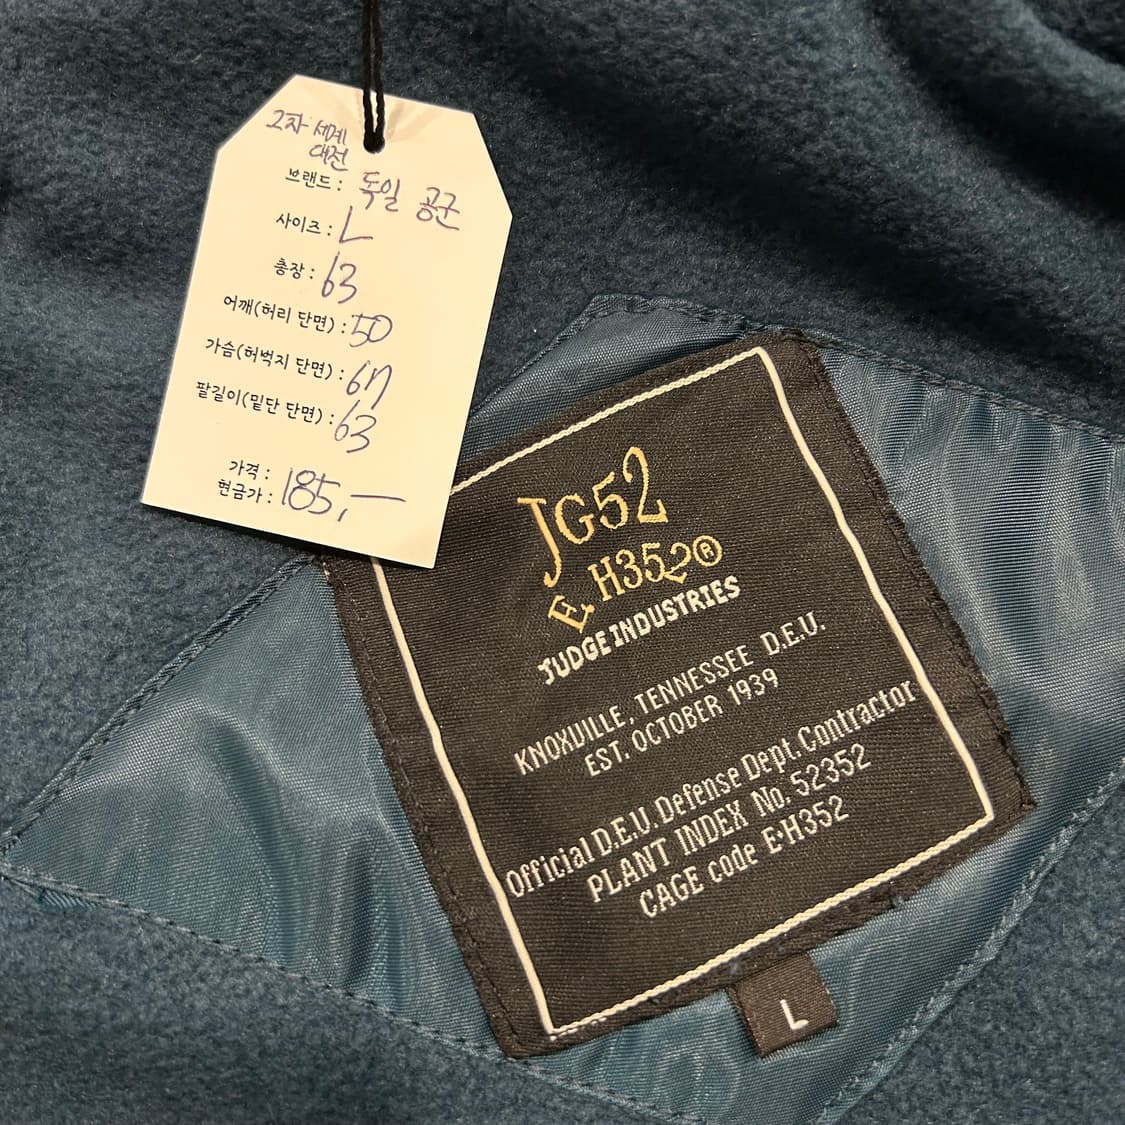 2차 세계
대전
브랜드 : 독일 공군
사이즈 : L
총장 : 63
어깨(허리 단면) : 50
가슴(허벅지 단면) : 67
팔길이(밑단 단면) : 63
가격 :
현금가 : 185,—
JG52
E H352®
JUDGE INDUSTRIES
KNOXVILLE, TENNESSEE D.E.U.
EST. OCTOBER 1939
Official D.E.U. Defense Dept. Contractor
PLANT INDEX No. 52352
CAGE code E·H352
L